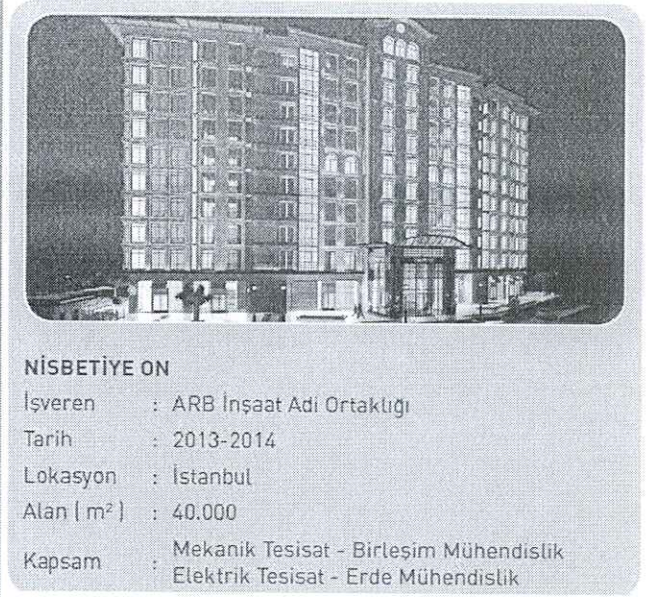 NİSBETİYE ON
İşveren : ARB İnşaat Adi Ortaklığı
Tarih : 2013-2014
Lokasyon : İstanbul
Alan ( m² ) : 40.000
Kapsam : Mekanik Tesisat - Birleşim Mühendislik
Elektrik Tesisat - Erde Mühendislik